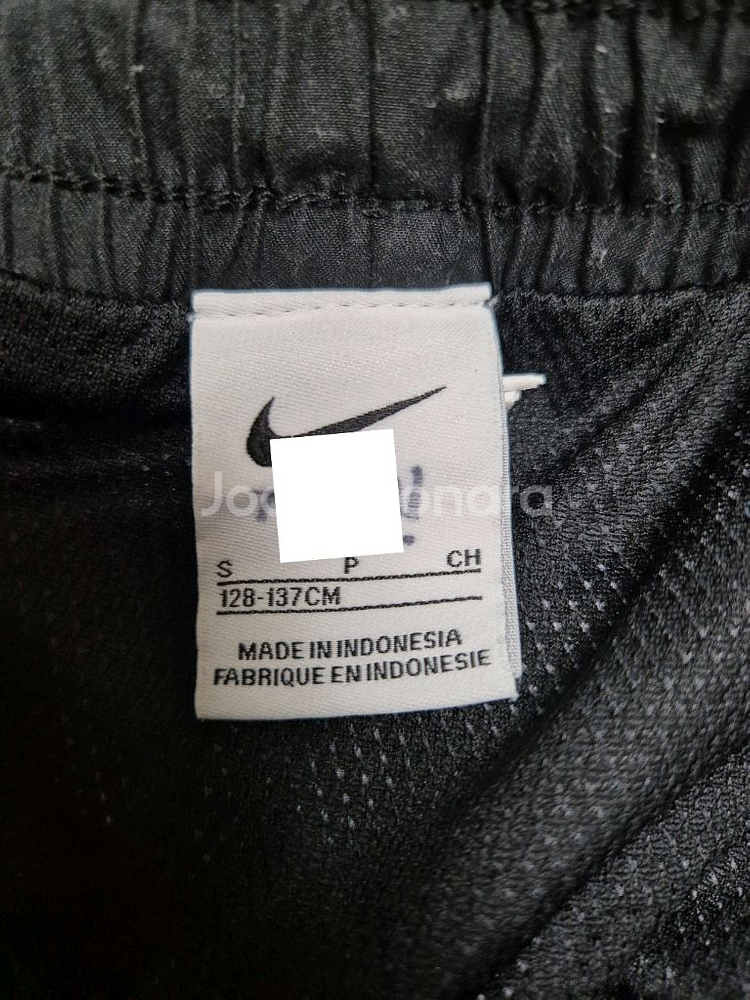 S P CH
128-137CM
MADE IN INDONESIA
FABRIQUE EN INDONESIE